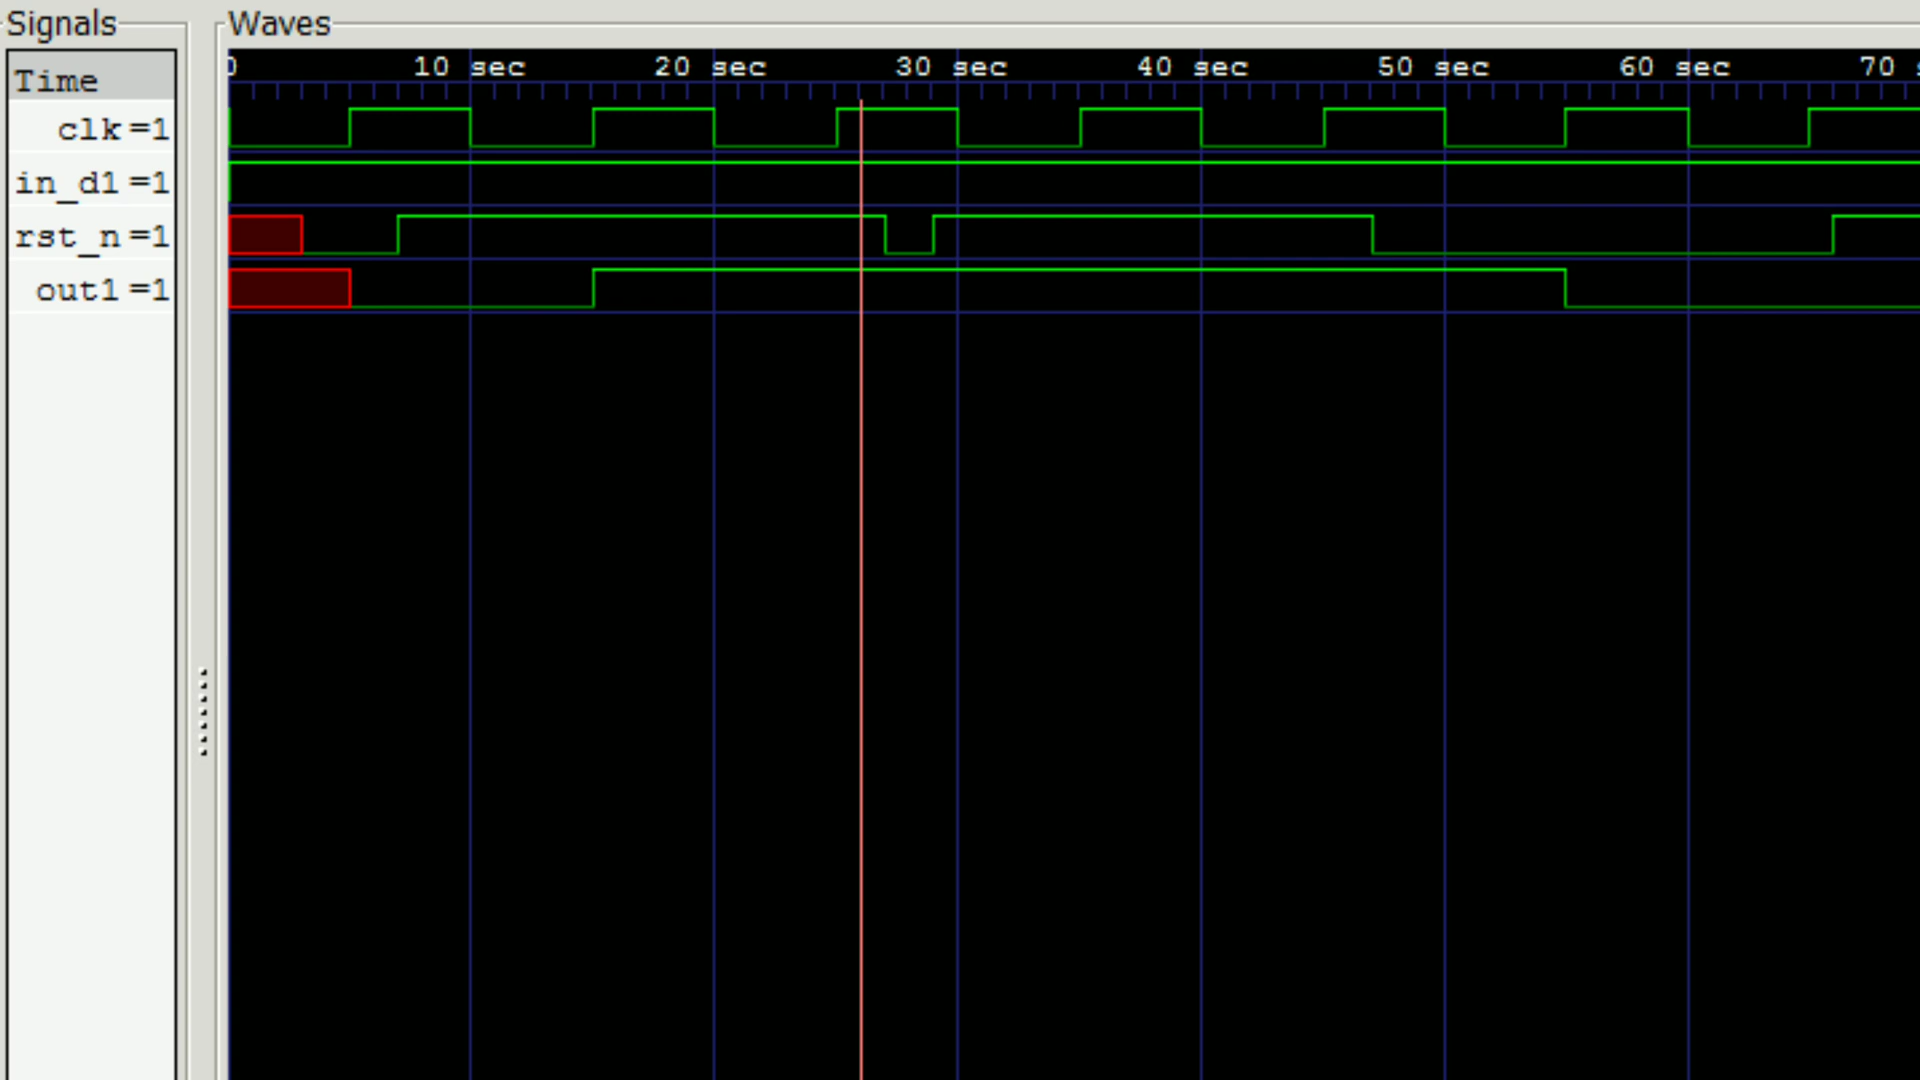 Signals
Waves
Time
0 10 sec 20 sec 30 sec 40 sec 50 sec 60 sec 70 s
clk=1
in_d1=1
rst_n=1
out1=1